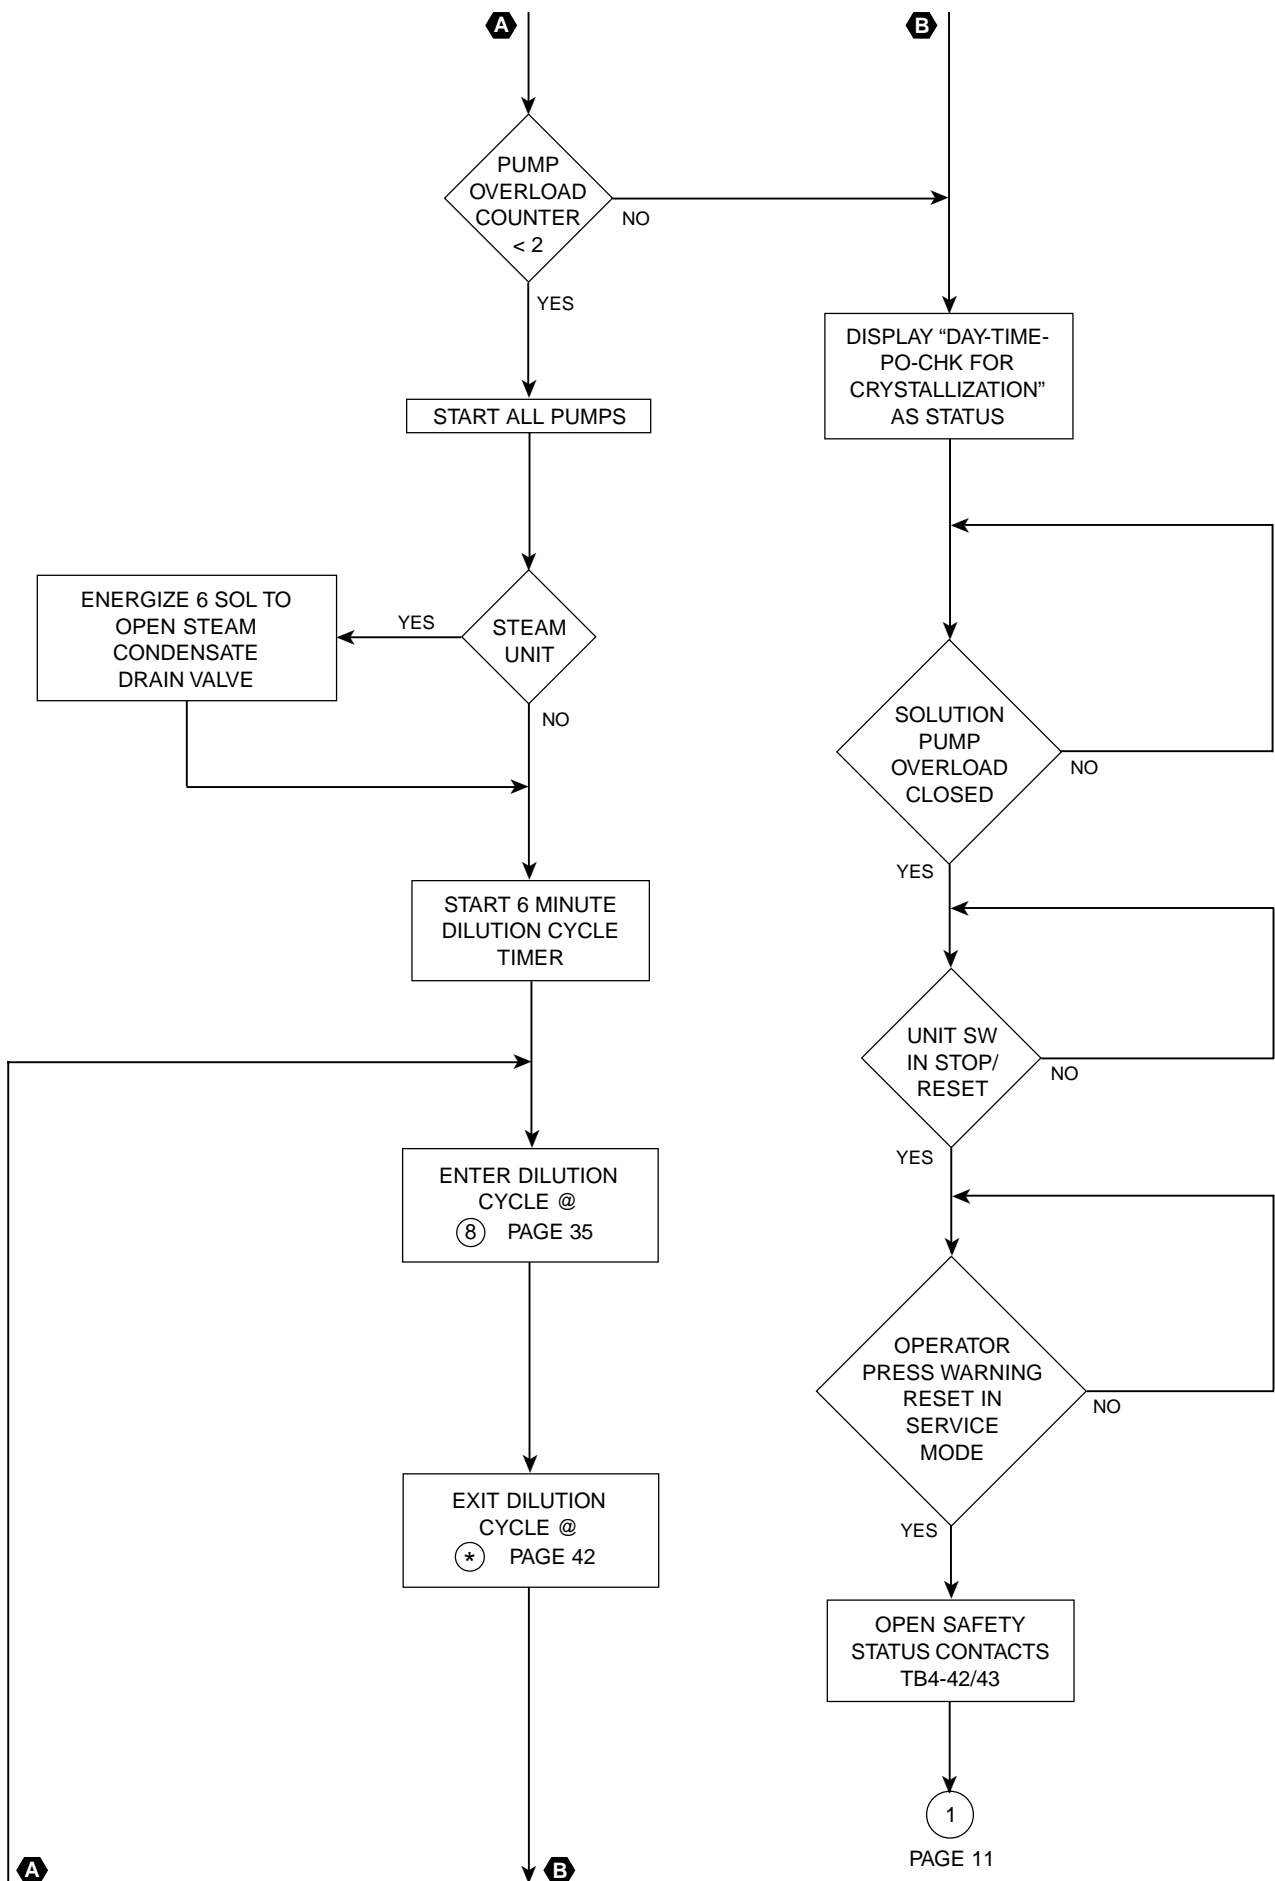 A
B
PUMP
OVERLOAD
COUNTER
< 2
NO
YES
DISPLAY “DAY-TIME-
PO-CHK FOR
CRYSTALLIZATION”
AS STATUS
START ALL PUMPS
ENERGIZE 6 SOL TO
OPEN STEAM
CONDENSATE
DRAIN VALVE
YES
STEAM
UNIT
NO
SOLUTION
PUMP
OVERLOAD
CLOSED
NO
YES
START 6 MINUTE
DILUTION CYCLE
TIMER
UNIT SW
IN STOP/
RESET
NO
YES
ENTER DILUTION
CYCLE @
8 PAGE 35
OPERATOR
PRESS WARNING
RESET IN
SERVICE
MODE
NO
YES
EXIT DILUTION
CYCLE @
* PAGE 42
OPEN SAFETY
STATUS CONTACTS
TB4-42/43
1
PAGE 11
A
B